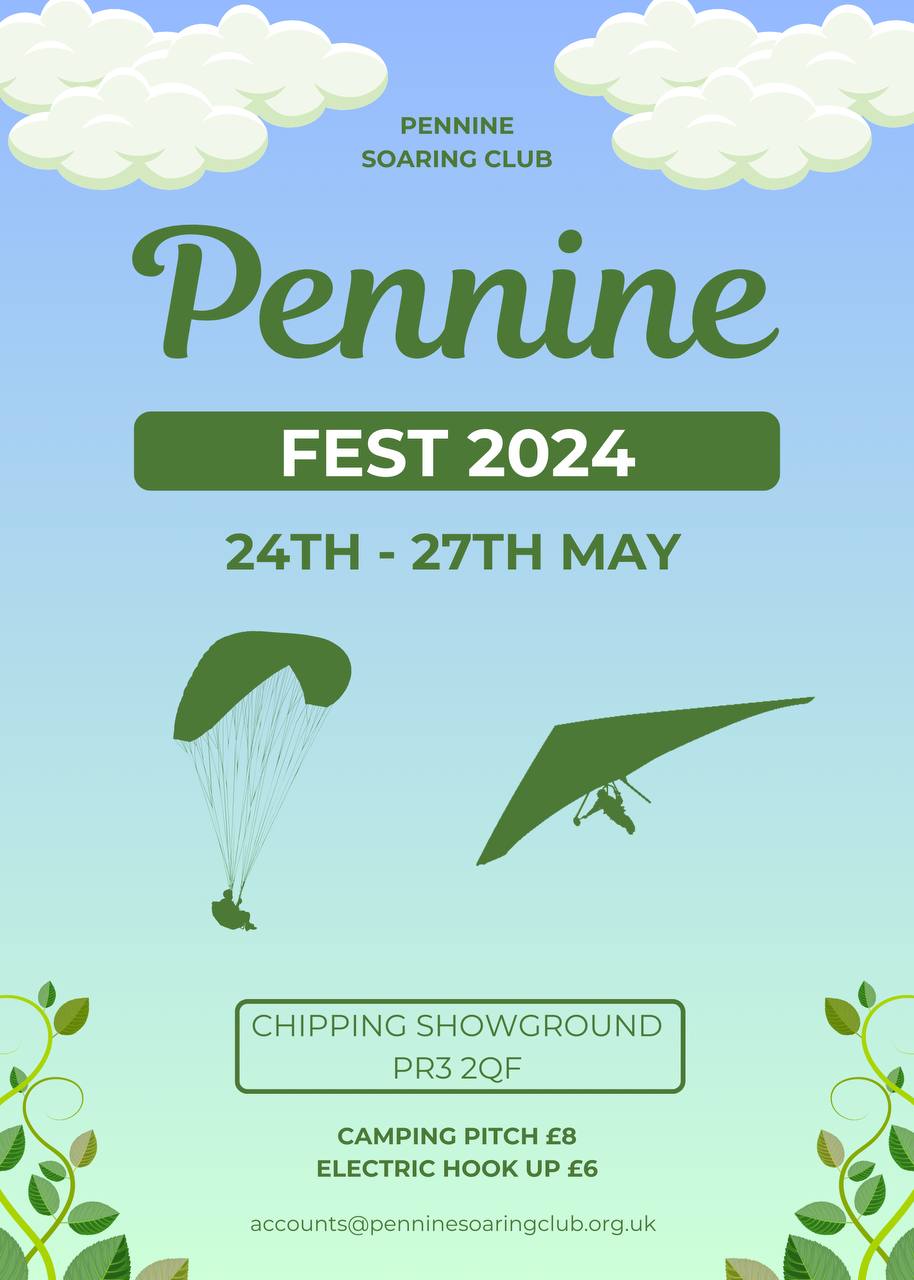 PENNINE
SOARING CLUB
Pennine
FEST 2024
24TH - 27TH MAY
CHIPPING SHOWGROUND
PR3 2QF
CAMPING PITCH £8
ELECTRIC HOOK UP £6
accounts@penninesoaringclub.org.uk